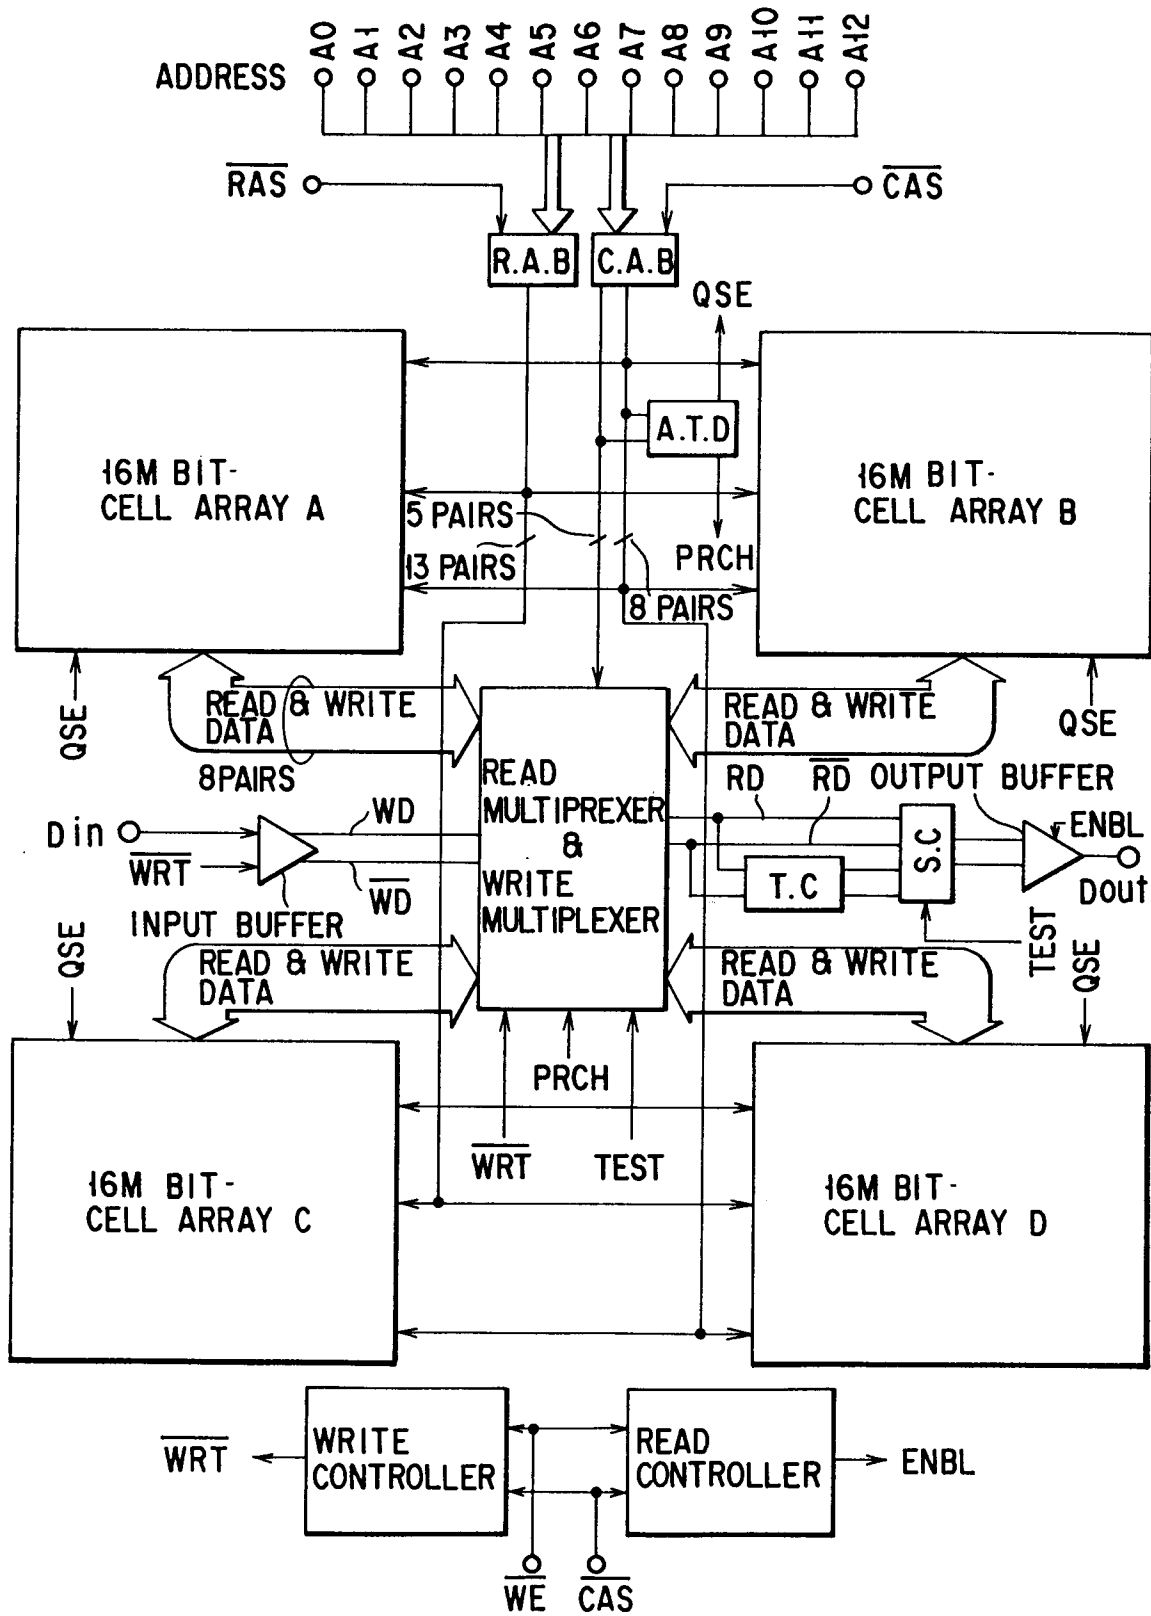 A0 A1 A2 A3 A4 A5 A6 A7 A8 A9 A10 A11 A12
ADDRESS
RAS
CAS
R.A.B
C.A.B
QSE
A.T.D
PRCH
16M BIT-
CELL ARRAY A
16M BIT-
CELL ARRAY B
5 PAIRS
13 PAIRS
8 PAIRS
QSE
READ & WRITE
DATA
8PAIRS
READ & WRITE
DATA
QSE
READ
MULTIPREXER
&
WRITE
MULTIPLEXER
RD
RD
OUTPUT BUFFER
Din
WRT
WD
WD
INPUT BUFFER
T.C
S.C
ENBL
Dout
TEST
QSE
READ & WRITE
DATA
READ & WRITE
DATA
QSE
PRCH
WRT
TEST
16M BIT-
CELL ARRAY C
16M BIT-
CELL ARRAY D
WRT
WRITE
CONTROLLER
READ
CONTROLLER
ENBL
WE
CAS